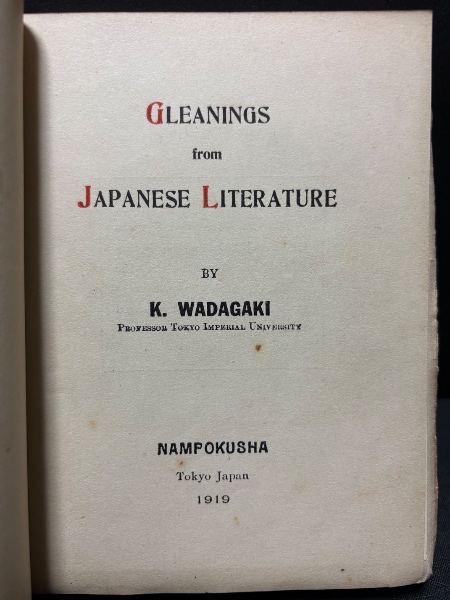 GLEANINGS
from
JAPANESE LITERATURE
BY
K. WADAGAKI
PROFESSOR TOKYO IMPERIAL UNIVERSITY
NAMPOKUSHA
Tokyo Japan
1919